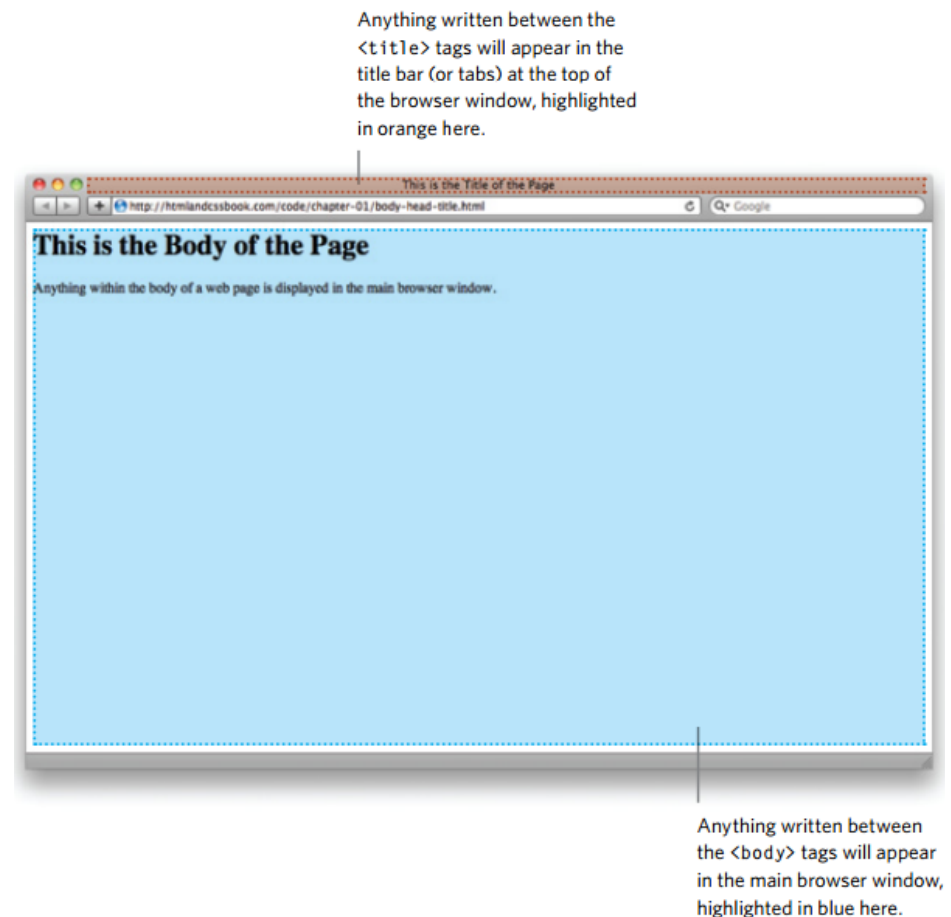 Anything written between the
<title> tags will appear in the
title bar (or tabs) at the top of
the browser window, highlighted
in orange here.
This is the Title of the Page
http://htmlandcssbook.com/code/chapter-01/body-head-title.html
Google
This is the Body of the Page
Anything within the body of a web page is displayed in the main browser window.
Anything written between
the <body> tags will appear
in the main browser window,
highlighted in blue here.